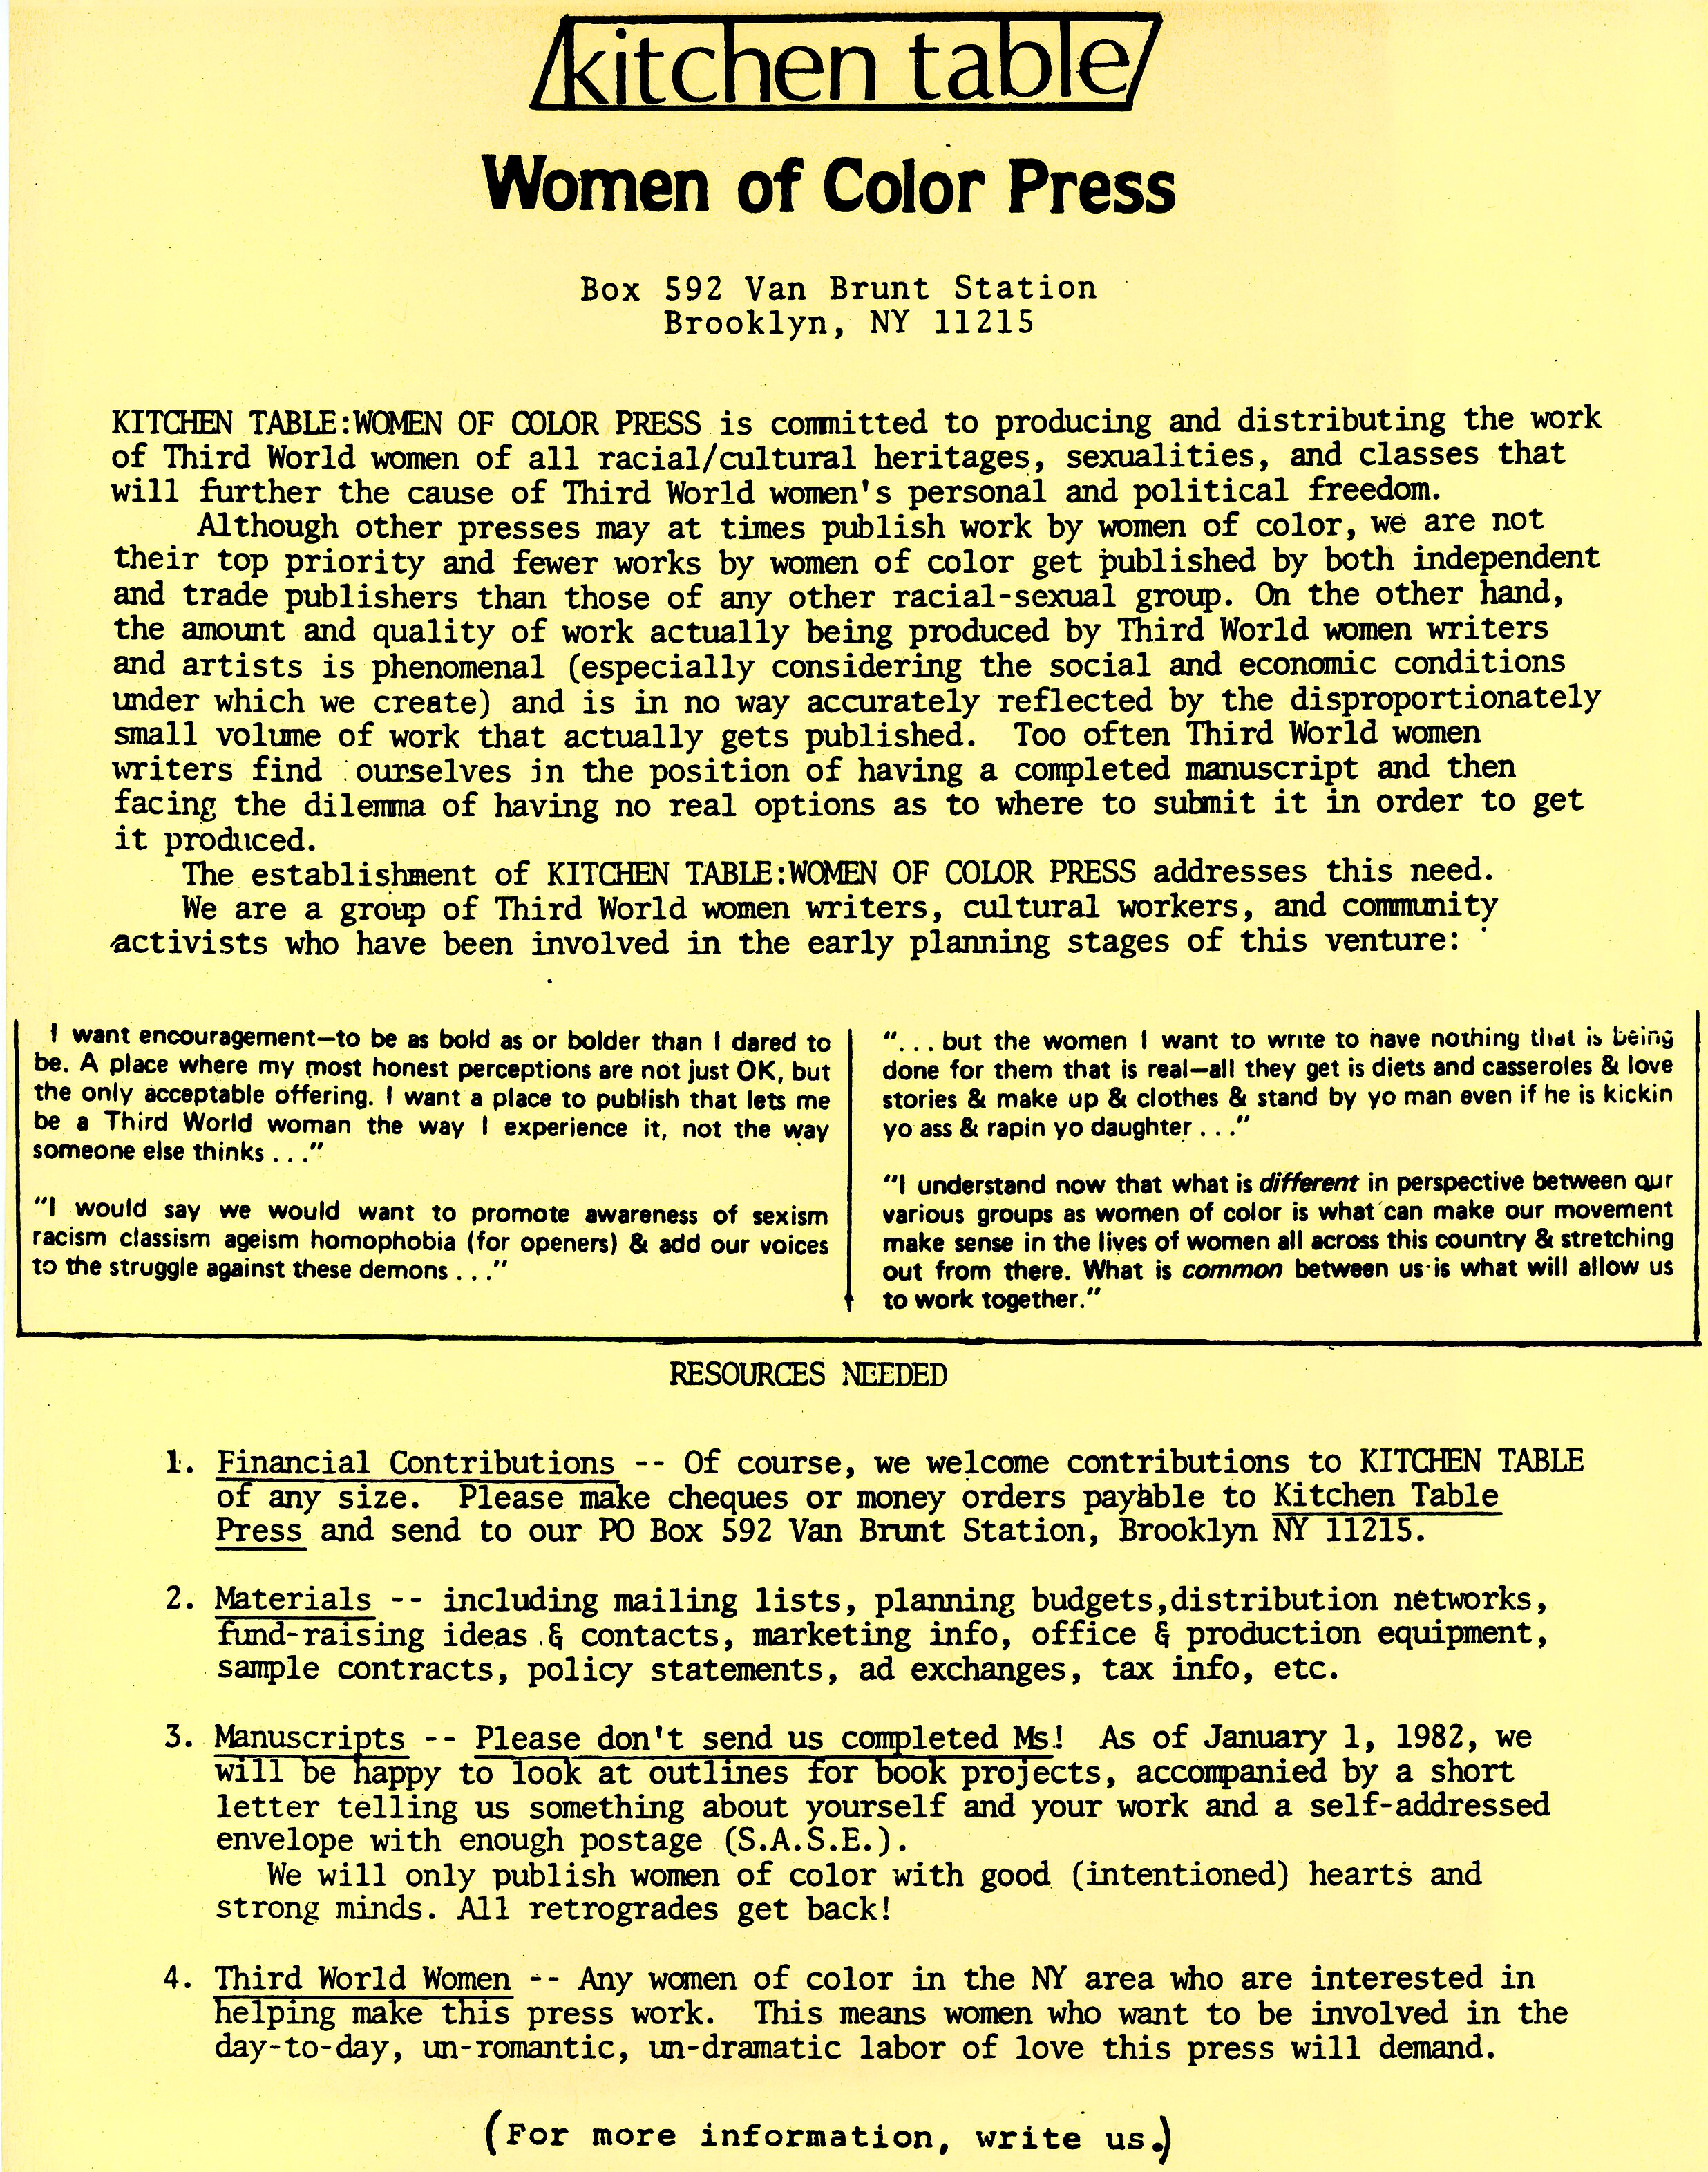 kitchen table
Women of Color Press
Box 592 Van Brunt Station
Brooklyn, NY 11215
KITCHEN TABLE:WOMEN OF COLOR PRESS is committed to producing and distributing the work
of Third World women of all racial/cultural heritages, sexualities, and classes that
will further the cause of Third World women's personal and political freedom.
Although other presses may at times publish work by women of color, we are not
their top priority and fewer works by women of color get published by both independent
and trade publishers than those of any other racial-sexual group. On the other hand,
the amount and quality of work actually being produced by Third World women writers
and artists is phenomenal (especially considering the social and economic conditions
under which we create) and is in no way accurately reflected by the disproportionately
small volume of work that actually gets published. Too often Third World women
writers find ourselves in the position of having a completed manuscript and then
facing the dilemma of having no real options as to where to submit it in order to get
it produced.
The establishment of KITCHEN TABLE:WOMEN OF COLOR PRESS addresses this need.
We are a group of Third World women writers, cultural workers, and community
activists who have been involved in the early planning stages of this venture:
I want encouragement—to be as bold as or bolder than I dared to
be. A place where my most honest perceptions are not just OK, but
the only acceptable offering. I want a place to publish that lets me
be a Third World woman the way I experience it, not the way
someone else thinks . . ."
"I would say we would want to promote awareness of sexism
racism classism ageism homophobia (for openers) & add our voices
to the struggle against these demons . . ."
". . . but the women I want to write to have nothing that is being
done for them that is real—all they get is diets and casseroles & love
stories & make up & clothes & stand by yo man even if he is kickin
yo ass & rapin yo daughter . . ."
"I understand now that what is different in perspective between our
various groups as women of color is what can make our movement
make sense in the lives of women all across this country & stretching
out from there. What is common between us is what will allow us
to work together."
RESOURCES NEEDED
1. Financial Contributions -- Of course, we welcome contributions to KITCHEN TABLE
of any size. Please make cheques or money orders payable to Kitchen Table
Press and send to our PO Box 592 Van Brunt Station, Brooklyn NY 11215.
2. Materials -- including mailing lists, planning budgets,distribution networks,
fund-raising ideas & contacts, marketing info, office & production equipment,
sample contracts, policy statements, ad exchanges, tax info, etc.
3. Manuscripts -- Please don't send us completed Ms! As of January 1, 1982, we
will be happy to look at outlines for book projects, accompanied by a short
letter telling us something about yourself and your work and a self-addressed
envelope with enough postage (S.A.S.E.).
We will only publish women of color with good (intentioned) hearts and
strong minds. All retrogrades get back!
4. Third World Women -- Any women of color in the NY area who are interested in
helping make this press work. This means women who want to be involved in the
day-to-day, un-romantic, un-dramatic labor of love this press will demand.
(For more information, write us.)